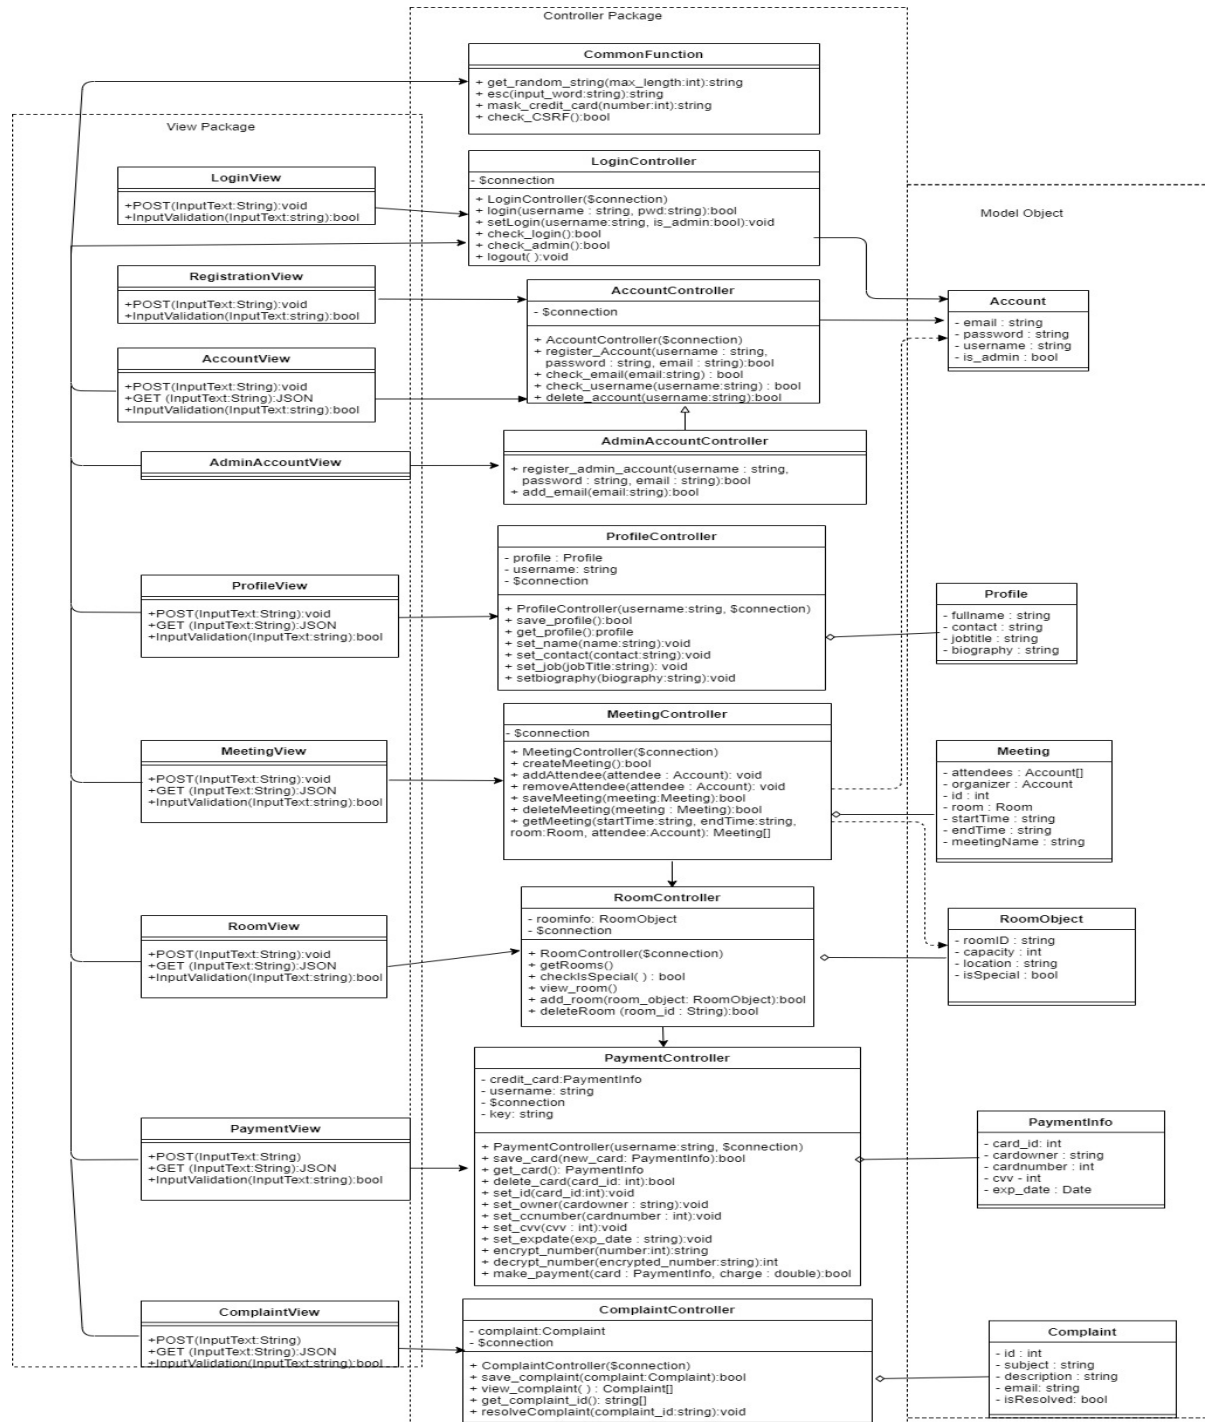 Controller Package
CommonFunction
+ get_random_string(max_length:int):string
+ esc(input_word:string):string
+ mask_credit_card(number:int):string
+ check_CSRF():bool
View Package
LoginView
+POST(InputText:String):void
+InputValidation(InputText:string):bool
LoginController
- $connection
+ LoginController($connection)
+ login(username : string, pwd:string):bool
+ setLogin(username:string, is_admin:bool):void
+ check_login():bool
+ check_admin():bool
+ logout( ):void
Model Object
RegistrationView
+POST(InputText:String):void
+InputValidation(InputText:string):bool
AccountController
- $connection
+ AccountController($connection)
+ register_Account(username : string,
password : string, email : string):bool
+ check_email(email:string) : bool
+ check_username(username:string) : bool
+ delete_account(username:string):bool
Account
- email : string
- password : string
- username : string
- is_admin : bool
AccountView
+POST(InputText:String):void
+GET (InputText:String):JSON
+InputValidation(InputText:string):bool
AdminAccountView
AdminAccountController
+ register_admin_account(username : string,
password : string, email : string):bool
+ add_email(email:string):bool
ProfileView
+POST(InputText:String):void
+GET (InputText:String):JSON
+InputValidation(InputText:string):bool
ProfileController
- profile : Profile
- username: string
- $connection
+ ProfileController(username:string, $connection)
+ save_profile():bool
+ get_profile():profile
+ set_name(name:string):void
+ set_contact(contact:string):void
+ set_job(jobTitle:string): void
+ setbiography(biography:string):void
Profile
- fullname : string
- contact : string
- jobtitle : string
- biography : string
MeetingView
+POST(InputText:String):void
+GET (InputText:String):JSON
+InputValidation(InputText:string):bool
MeetingController
- $connection
+ MeetingController($connection)
+ createMeeting():bool
+ addAttendee(attendee : Account): void
+ removeAttendee(attendee : Account): void
+ saveMeeting(meeting:Meeting):bool
+ deleteMeeting(meeting : Meeting):bool
+ getMeeting(startTime:string, endTime:string,
room:Room, attendee:Account): Meeting[]
Meeting
- attendees : Account[]
- organizer : Account
- id : int
- room : Room
- startTime : string
- endTime : string
- meetingName : string
RoomView
+POST(InputText:String):void
+GET (InputText:String):JSON
+InputValidation(InputText:string):bool
RoomController
- roominfo: RoomObject
- $connection
+ RoomController($connection)
+ getRooms()
+ checkIsSpecial( ) : bool
+ view_room()
+ add_room(room_object: RoomObject):bool
+ deleteRoom (room_id : String):bool
RoomObject
- roomID : string
- capacity : int
- location : string
- isSpecial : bool
PaymentView
+POST(InputText:String)
+GET (InputText:String):JSON
+InputValidation(InputText:string):bool
PaymentController
- credit_card:PaymentInfo
- username: string
- $connection
- key: string
+ PaymentController(username:string, $connection)
+ save_card(new_card: PaymentInfo):bool
+ get_card(): PaymentInfo
+ delete_card(card_id: int):bool
+ set_id(card_id:int):void
+ set_owner(cardowner : string):void
+ set_ccnumber(cardnumber : int):void
+ set_cvv(cvv : int):void
+ set_expdate(exp_date : string):void
+ encrypt_number(number:int):string
+ decrypt_number(encrypted_number:string):int
+ make_payment(card : PaymentInfo, charge : double):bool
PaymentInfo
- card_id: int
- cardowner : string
- cardnumber : int
- cvv - int
- exp_date : Date
ComplaintView
+POST(InputText:String)
+GET (InputText:String):JSON
+InputValidation(InputText:string):bool
ComplaintController
- complaint:Complaint
- $connection
+ ComplaintController($connection)
+ save_complaint(complaint:Complaint):bool
+ view_complaint( ) : Complaint[]
+ get_complaint_id(): string[]
+ resolveComplaint(complaint_id:string):void
Complaint
- id : int
- subject : string
- description : string
- email: string
- isResolved: bool